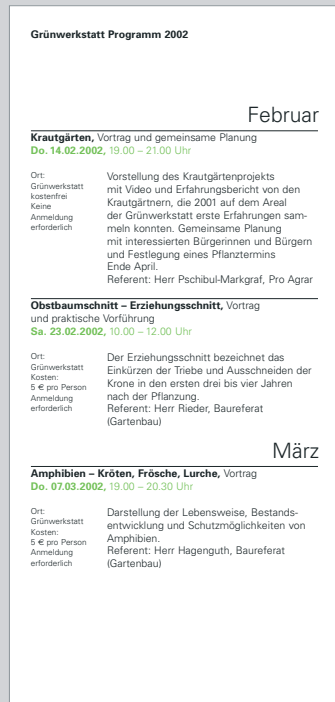 Grünwerkstatt Programm 2002
Februar
Krautgärten, Vortrag und gemeinsame Planung
Do. 14.02.2002, 19.00 – 21.00 Uhr
Ort:
Grünwerkstatt
kostenfrei
Keine
Anmeldung
erforderlich
Vorstellung des Krautgärtenprojekts
mit Video und Erfahrungsbericht von den
Krautgärtnern, die 2001 auf dem Areal
der Grünwerkstatt erste Erfahrungen sam-
meln konnten. Gemeinsame Planung
mit interessierten Bürgerinnen und Bürgern
und Festlegung eines Pflanztermins
Ende April.
Referent: Herr Pschibul-Markgraf, Pro Agrar
Obstbaumschnitt – Erziehungsschnitt, Vortrag
und praktische Vorführung
Sa. 23.02.2002, 10.00 – 12.00 Uhr
Ort:
Grünwerkstatt
Kosten:
5 € pro Person
Anmeldung
erforderlich
Der Erziehungsschnitt bezeichnet das
Einkürzen der Triebe und Ausschneiden der
Krone in den ersten drei bis vier Jahren
nach der Pflanzung.
Referent: Herr Rieder, Baureferat
(Gartenbau)
März
Amphibien – Kröten, Frösche, Lurche, Vortrag
Do. 07.03.2002, 19.00 – 20.30 Uhr
Ort:
Grünwerkstatt
Kosten:
5 € pro Person
Anmeldung
erforderlich
Darstellung der Lebensweise, Bestands-
entwicklung und Schutzmöglichkeiten von
Amphibien.
Referent: Herr Hagenguth, Baureferat
(Gartenbau)